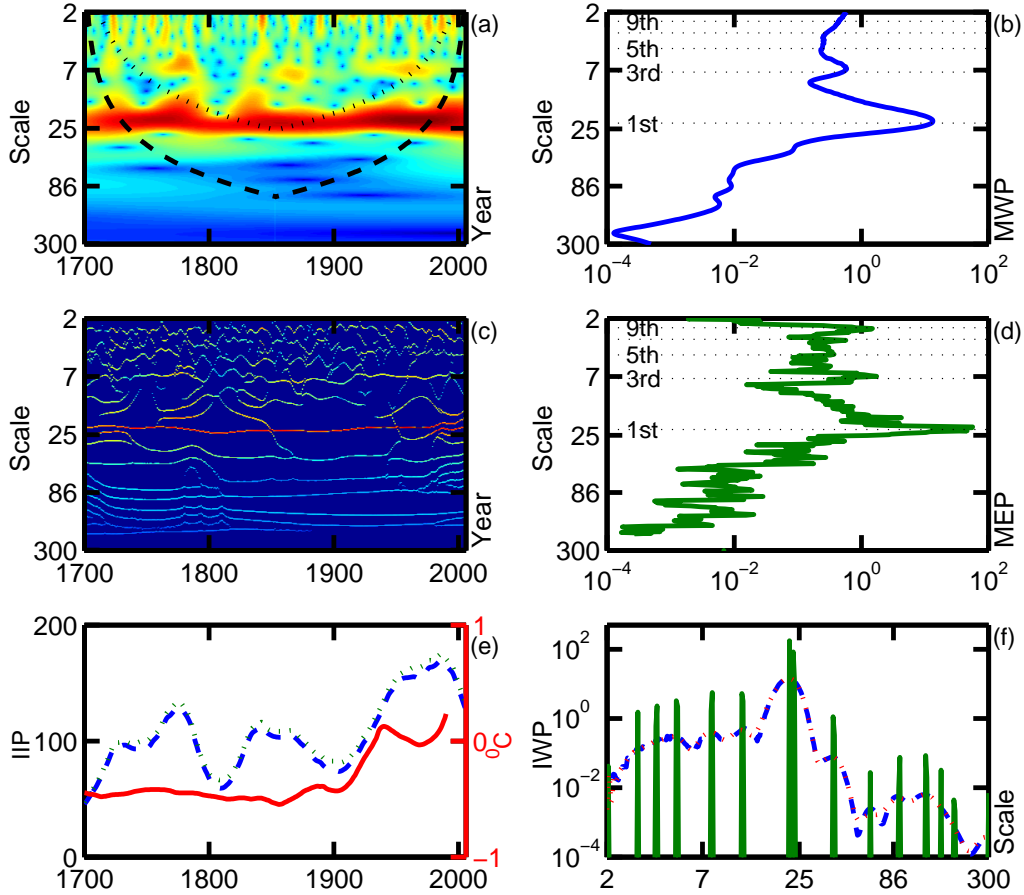 2
7
25
86
300
Scale
(a)
Year
1700
1800
1900
2000
2
7
25
86
300
Scale
9th
5th
3rd
1st
(b)
MWP
10^−4
10^−2
10^0
10^2
2
7
25
86
300
Scale
(c)
Year
1700
1800
1900
2000
2
7
25
86
300
Scale
9th
5th
3rd
1st
(d)
MEP
10^−4
10^−2
10^0
10^2
200
100
0
IIP
1
0
−1
(e)
0C
1700
1800
1900
2000
10^2
10^0
10^−2
10^−4
IWP
(f)
Scale
2
7
25
86
300